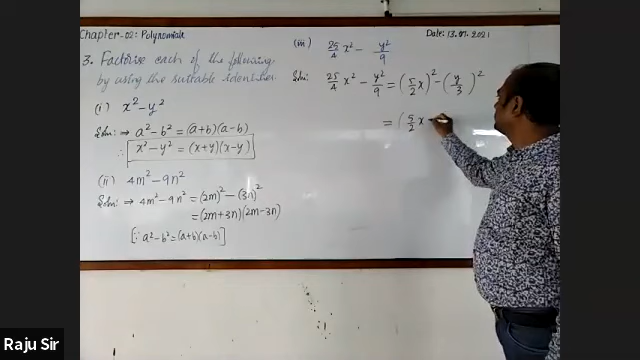 Chapter-02: Polynomials
Date: 13.07.2021
3. Factorise each of the following
by using the suitable identities.
(i) x² - y²
Soln: ⇒ a² - b² = (a+b)(a-b)
∴ x² - y² = (x+y)(x-y)
(ii) 4m² - 9n²
Soln: ⇒ 4m² - 9n² = (2m)² - (3n)²
= (2m+3n)(2m-3n)
[∵ a² - b² = (a+b)(a-b)]
(iii) 25/4 x² - y²/9
Soln: 25/4 x² - y²/9 = (5/2 x)² - (y/3)²
= (5/2 x
Raju Sir